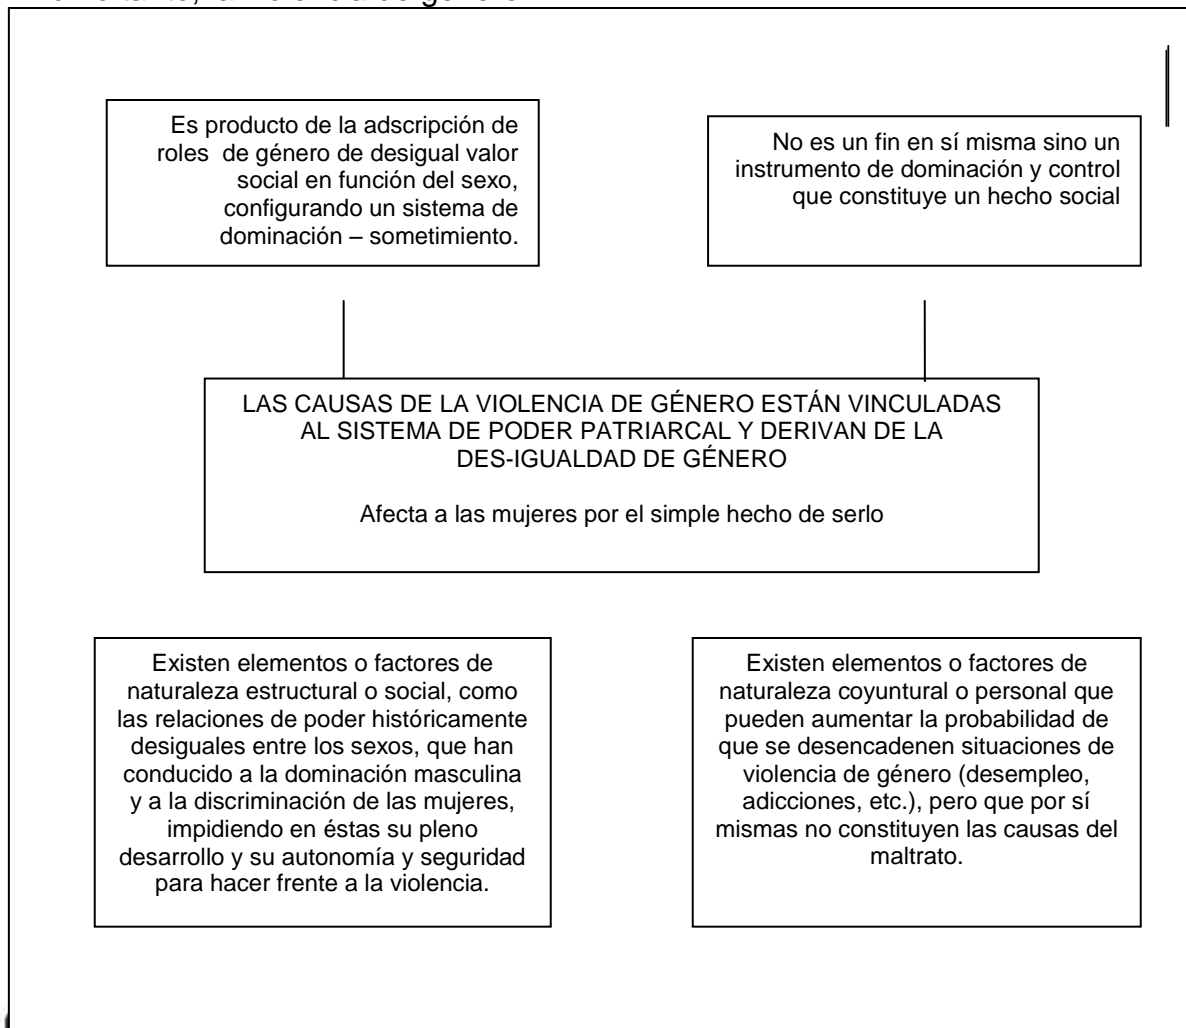 Es producto de la adscripción de
roles de género de desigual valor
social en función del sexo,
configurando un sistema de
dominación – sometimiento.
No es un fin en sí misma sino un
instrumento de dominación y control
que constituye un hecho social
LAS CAUSAS DE LA VIOLENCIA DE GÉNERO ESTÁN VINCULADAS
AL SISTEMA DE PODER PATRIARCAL Y DERIVAN DE LA
DES-IGUALDAD DE GÉNERO
Afecta a las mujeres por el simple hecho de serlo
Existen elementos o factores de
naturaleza estructural o social, como
las relaciones de poder históricamente
desiguales entre los sexos, que han
conducido a la dominación masculina
y a la discriminación de las mujeres,
impidiendo en éstas su pleno
desarrollo y su autonomía y seguridad
para hacer frente a la violencia.
Existen elementos o factores de
naturaleza coyuntural o personal que
pueden aumentar la probabilidad de
que se desencadenen situaciones de
violencia de género (desempleo,
adicciones, etc.), pero que por sí
mismas no constituyen las causas del
maltrato.